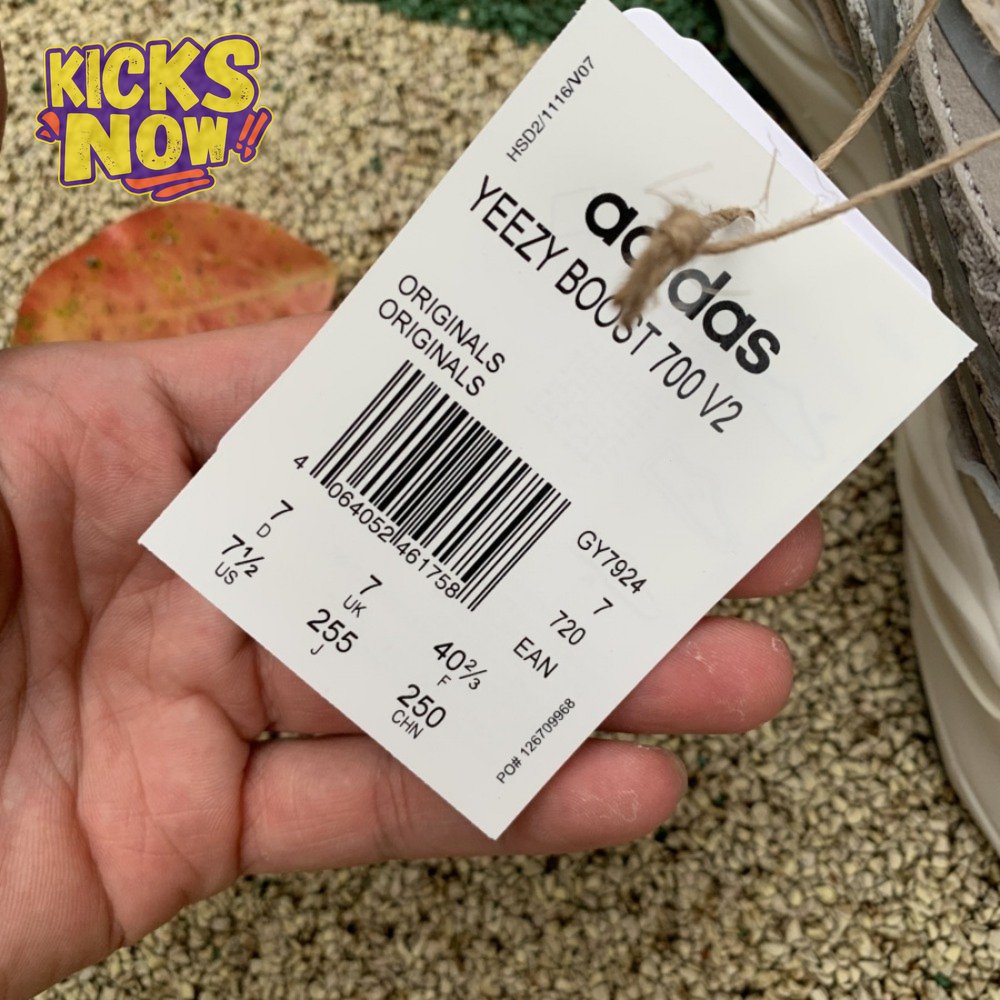 KICKS
NOW!!
HSD2/1116/V07
adidas
YEEZY BOOST 700 V2
ORIGINALS
ORIGINALS
4 064052 461758
GY7924
7
720
EAN
7
D
7½
US
7
UK
255
J
40⅔
F
250
CHN
PO# 126709968